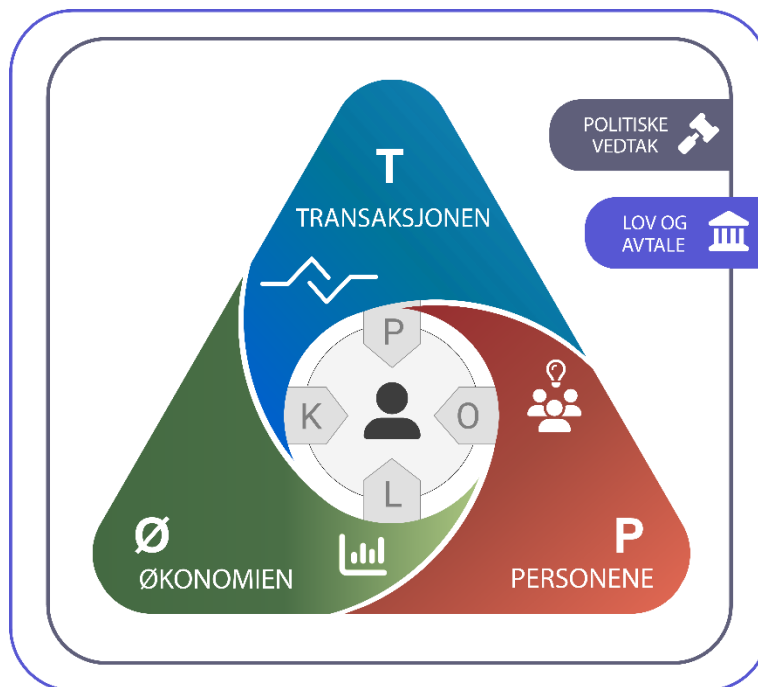 POLITISKE
VEDTAK
T
TRANSAKSJONEN
LOV OG
AVTALE
P
K
O
L
Ø
ØKONOMIEN
P
PERSONENE